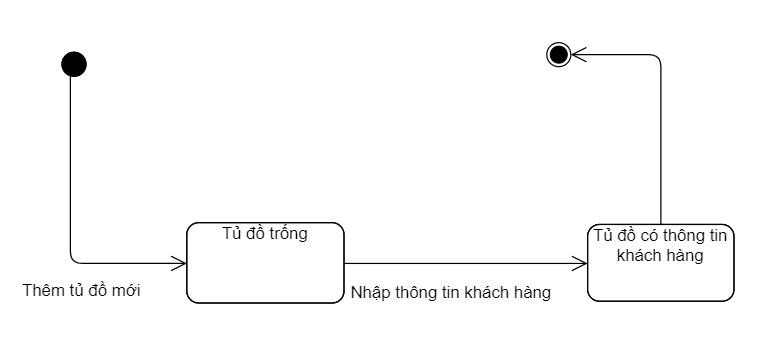 Tủ đồ trống
Tủ đồ có thông tin
khách hàng
Thêm tủ đồ mới
Nhập thông tin khách hàng